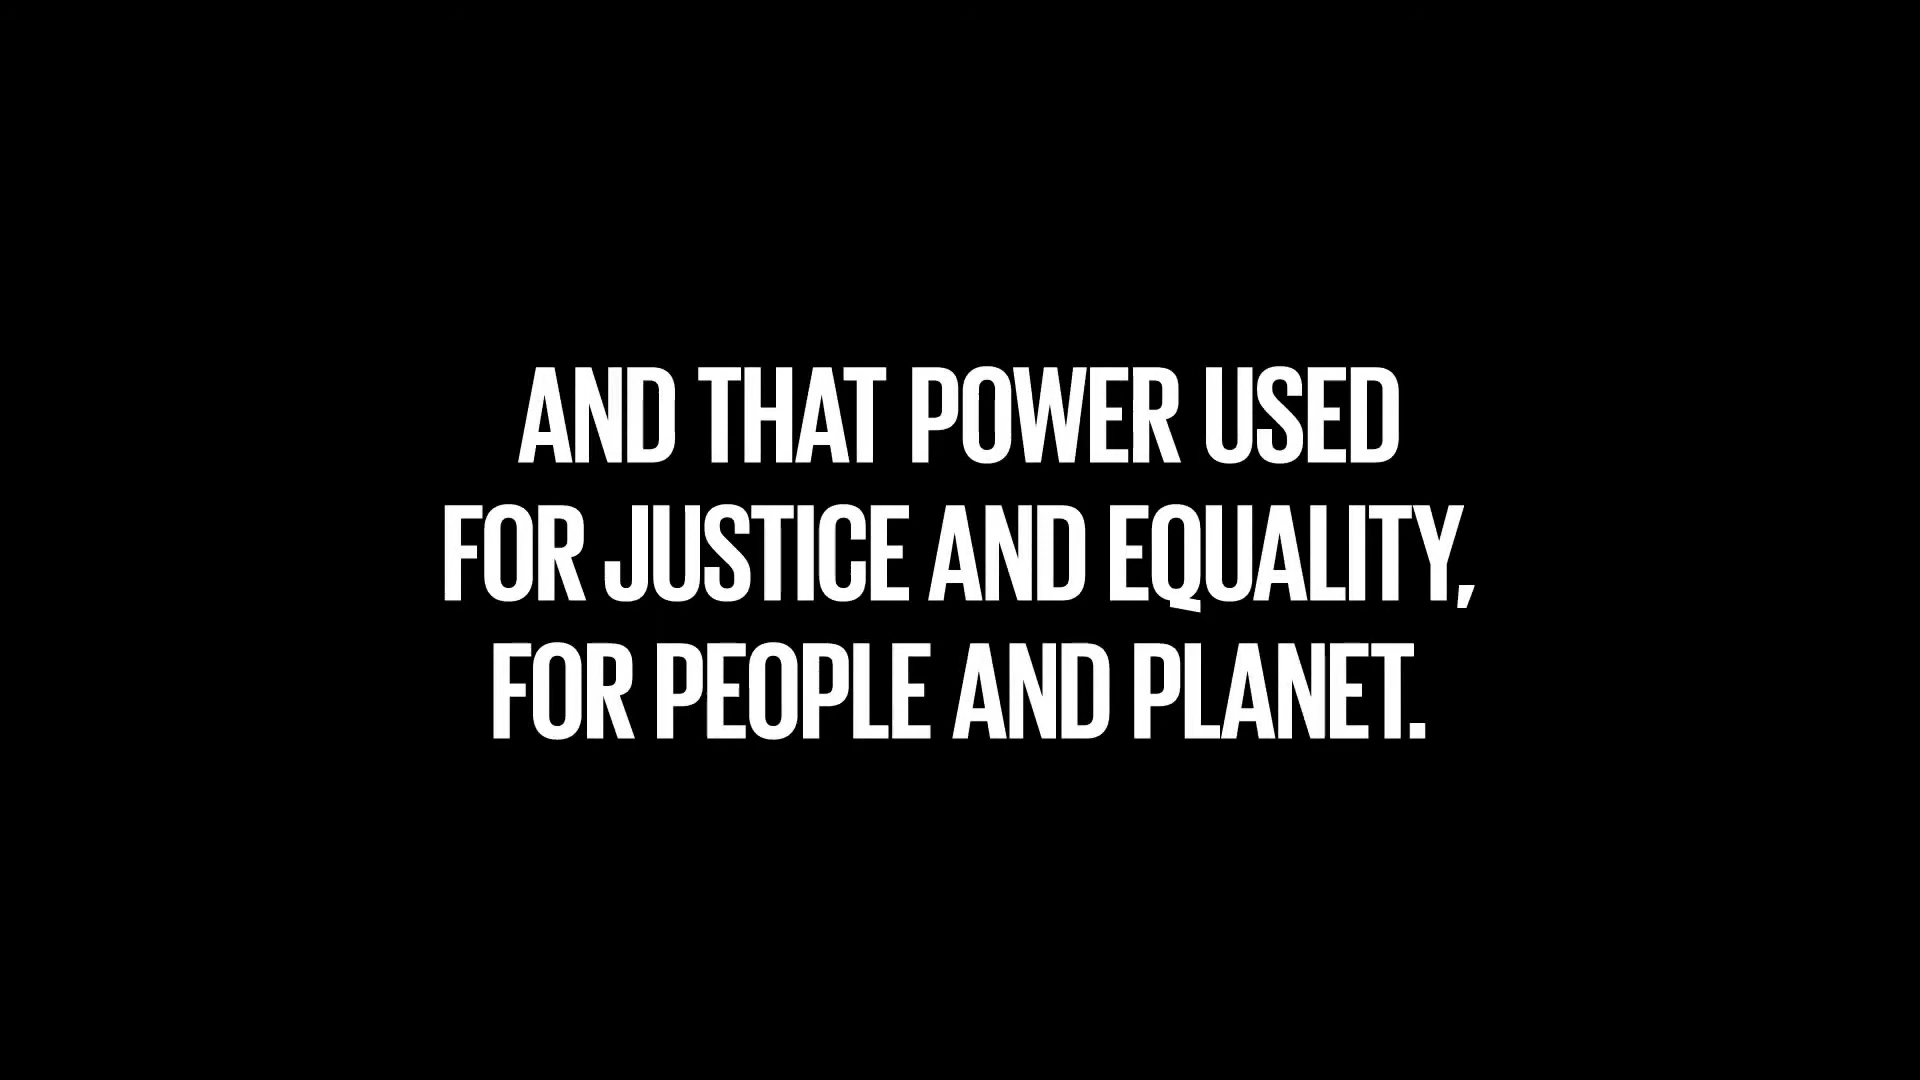 AND THAT POWER USED
FOR JUSTICE AND EQUALITY,
FOR PEOPLE AND PLANET.